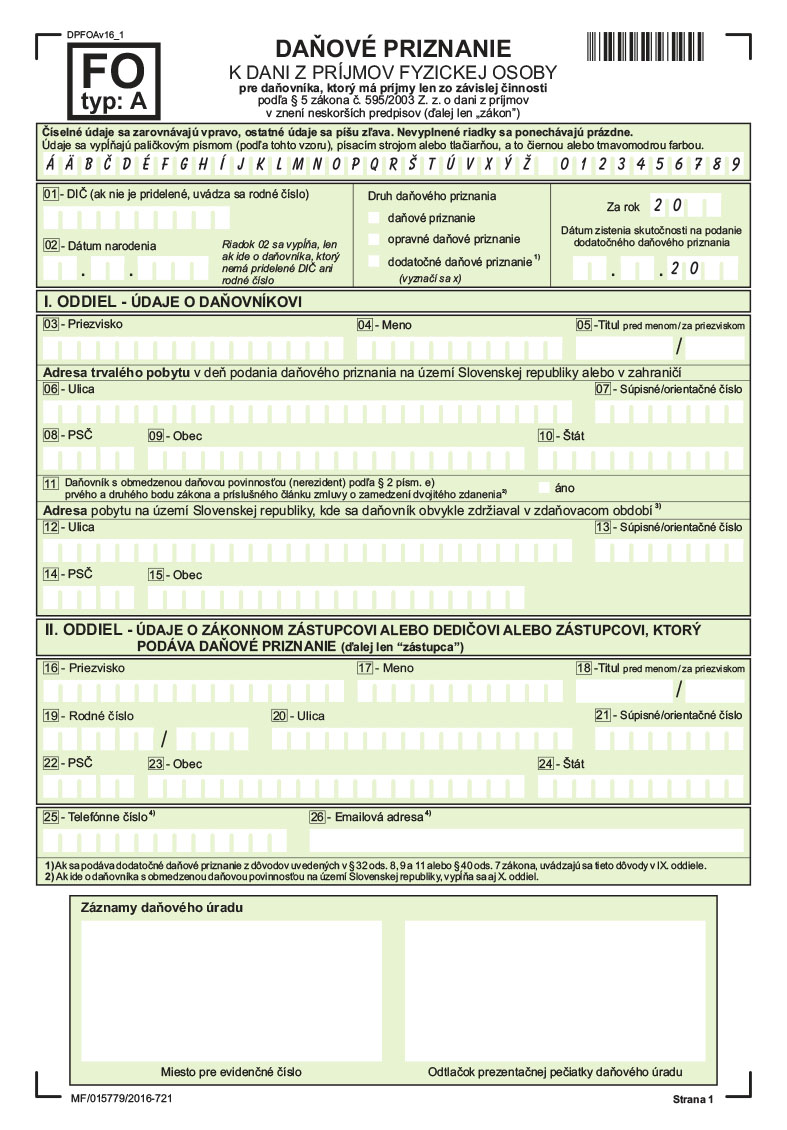 DPFOAv16_1
FO
typ: A
DAŇOVÉ PRIZNANIE
K DANI Z PRÍJMOV FYZICKEJ OSOBY
pre daňovníka, ktorý má príjmy len zo závislej činnosti
podľa § 5 zákona č. 595/2003 Z. z. o dani z príjmov
v znení neskorších predpisov (ďalej len „zákon")
Číselné údaje sa zarovnávajú vpravo, ostatné údaje sa píšu zľava. Nevyplnené riadky sa ponechávajú prázdne.
Údaje sa vypĺňajú paličkovým písmom (podľa tohto vzoru), písacím strojom alebo tlačiarňou, a to čiernou alebo tmavomodrou farbou.
Á Ä B Č D É F G H Í J K L M N O P Q R Š T Ú V X Ý Ž 0 1 2 3 4 5 6 7 8 9
01 - DIČ (ak nie je pridelené, uvádza sa rodné číslo)
02 - Dátum narodenia
. .
Riadok 02 sa vypĺňa, len
ak ide o daňovníka, ktorý
nemá pridelené DIČ ani
rodné číslo
Druh daňového priznania
daňové priznanie
opravné daňové priznanie
dodatočné daňové priznanie 1)
(vyznačí sa x)
Za rok 2 0
Dátum zistenia skutočnosti na podanie
dodatočného daňového priznania
. . 2 0
I. ODDIEL - ÚDAJE O DAŇOVNÍKOVI
03 - Priezvisko 04 - Meno 05 - Titul pred menom / za priezviskom
/
Adresa trvalého pobytu v deň podania daňového priznania na území Slovenskej republiky alebo v zahraničí
06 - Ulica 07 - Súpisné/orientačné číslo
08 - PSČ 09 - Obec 10 - Štát
11 Daňovník s obmedzenou daňovou povinnosťou (nerezident) podľa § 2 písm. e)
prvého a druhého bodu zákona a príslušného článku zmluvy o zamedzení dvojitého zdanenia 2) áno
Adresa pobytu na území Slovenskej republiky, kde sa daňovník obvykle zdržiaval v zdaňovacom období 3)
12 - Ulica 13 - Súpisné/orientačné číslo
14 - PSČ 15 - Obec
II. ODDIEL - ÚDAJE O ZÁKONNOM ZÁSTUPCOVI ALEBO DEDIČOVI ALEBO ZÁSTUPCOVI, KTORÝ
PODÁVA DAŇOVÉ PRIZNANIE (ďalej len "zástupca")
16 - Priezvisko 17 - Meno 18 - Titul pred menom / za priezviskom
/
19 - Rodné číslo 20 - Ulica 21 - Súpisné/orientačné číslo
/
22 - PSČ 23 - Obec 24 - Štát
25 - Telefónne číslo 4) 26 - Emailová adresa 4)
1) Ak sa podáva dodatočné daňové priznanie z dôvodov uvedených v § 32 ods. 8, 9 a 11 alebo § 40 ods. 7 zákona, uvádzajú sa tieto dôvody v IX. oddiele.
2) Ak ide o daňovníka s obmedzenou daňovou povinnosťou na území Slovenskej republiky, vypĺňa sa aj X. oddiel.
Záznamy daňového úradu
Miesto pre evidenčné číslo Odtlačok prezentačnej pečiatky daňového úradu
MF/015779/2016-721 Strana 1